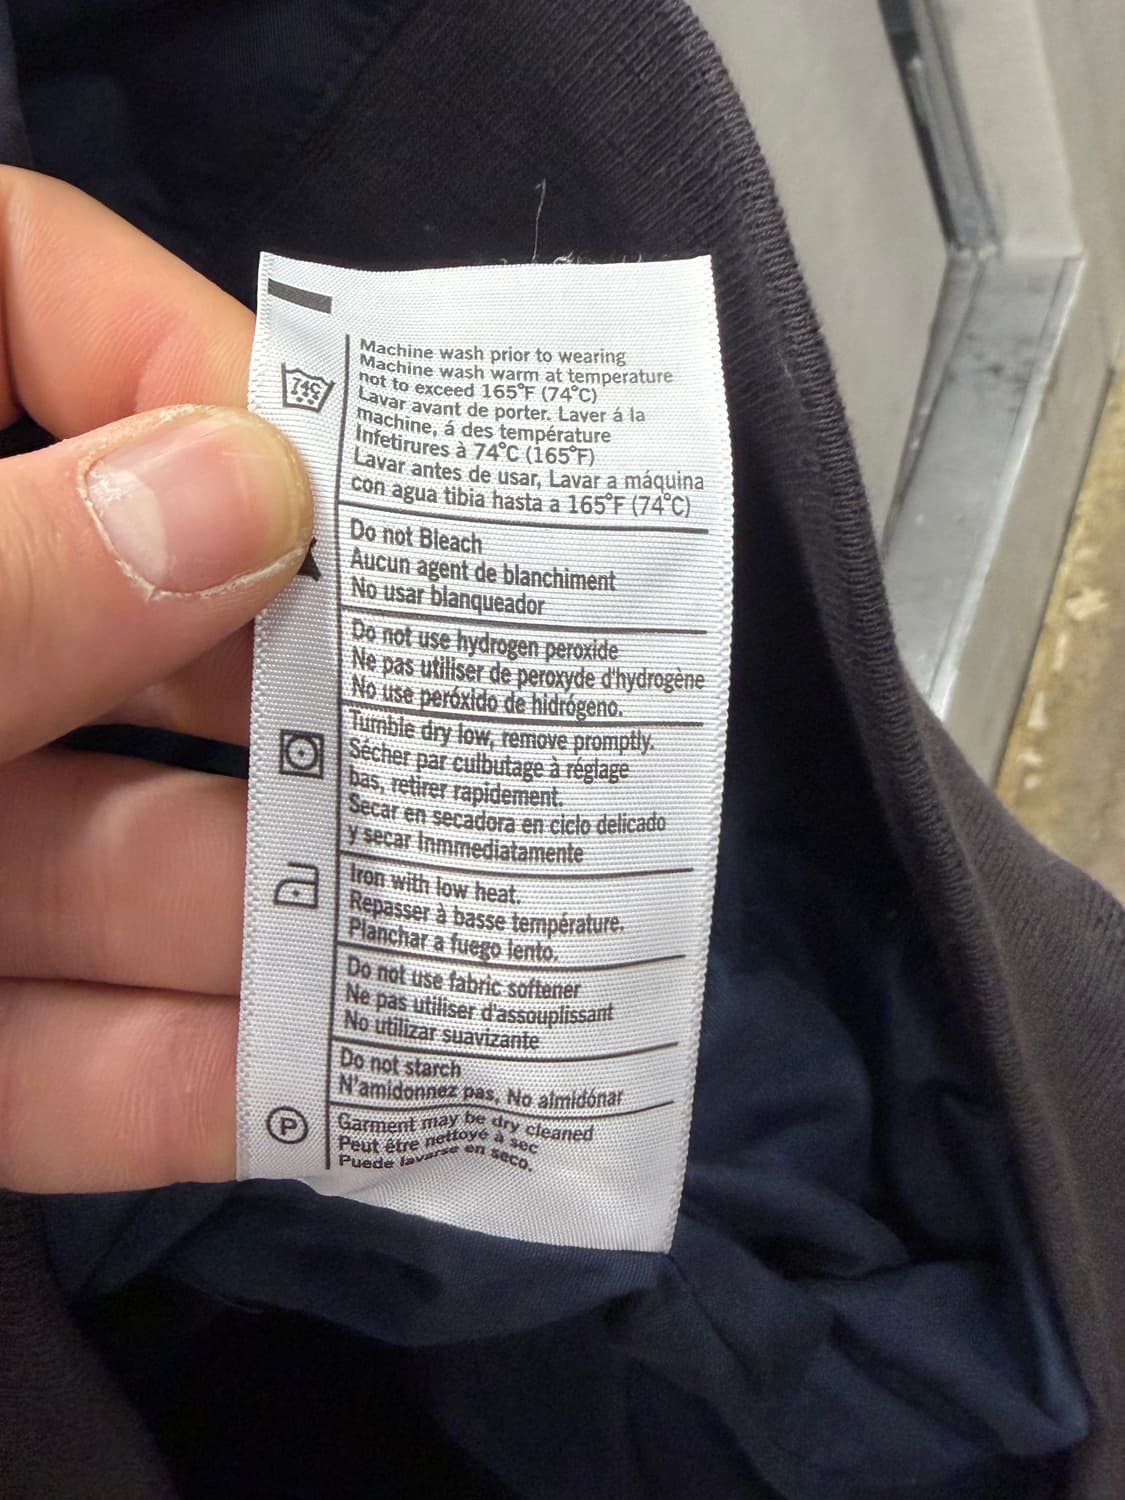 74C
Machine wash prior to wearing
Machine wash warm at temperature
not to exceed 165°F (74°C)
Lavar avant de porter. Laver á la
machine, á des température
Infetirures à 74°C (165°F)
Lavar antes de usar, Lavar a máquina
con agua tibia hasta a 165°F (74°C)
Do not Bleach
Aucun agent de blanchiment
No usar blanqueador
Do not use hydrogen peroxide
Ne pas utiliser de peroxyde d'hydrogène
No use peróxido de hidrógeno.
Tumble dry low, remove promptly.
Sécher par culbutage à réglage
bas, retirer rapidement.
Secar en secadora en ciclo delicado
y secar Inmmediatamente
Iron with low heat.
Repasser à basse température.
Planchar a fuego lento.
Do not use fabric softener
Ne pas utiliser d'assouplissant
No utilizar suavizante
Do not starch
N'amidonnez pas, No almidónar
P
Garment may be dry cleaned
Peut être nettoyé à sec
Puede lavarse en seco.